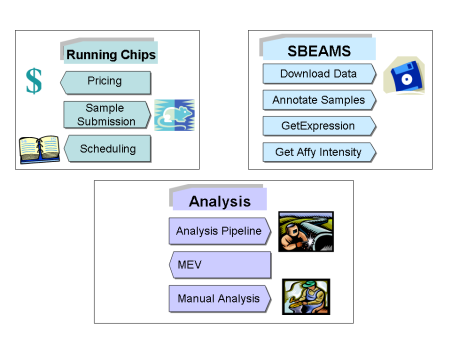 Running Chips
$
Pricing
Sample
Submission
Scheduling
SBEAMS
Download Data
Annotate Samples
GetExpression
Get Affy Intensity
Analysis
Analysis Pipeline
MEV
Manual Analysis